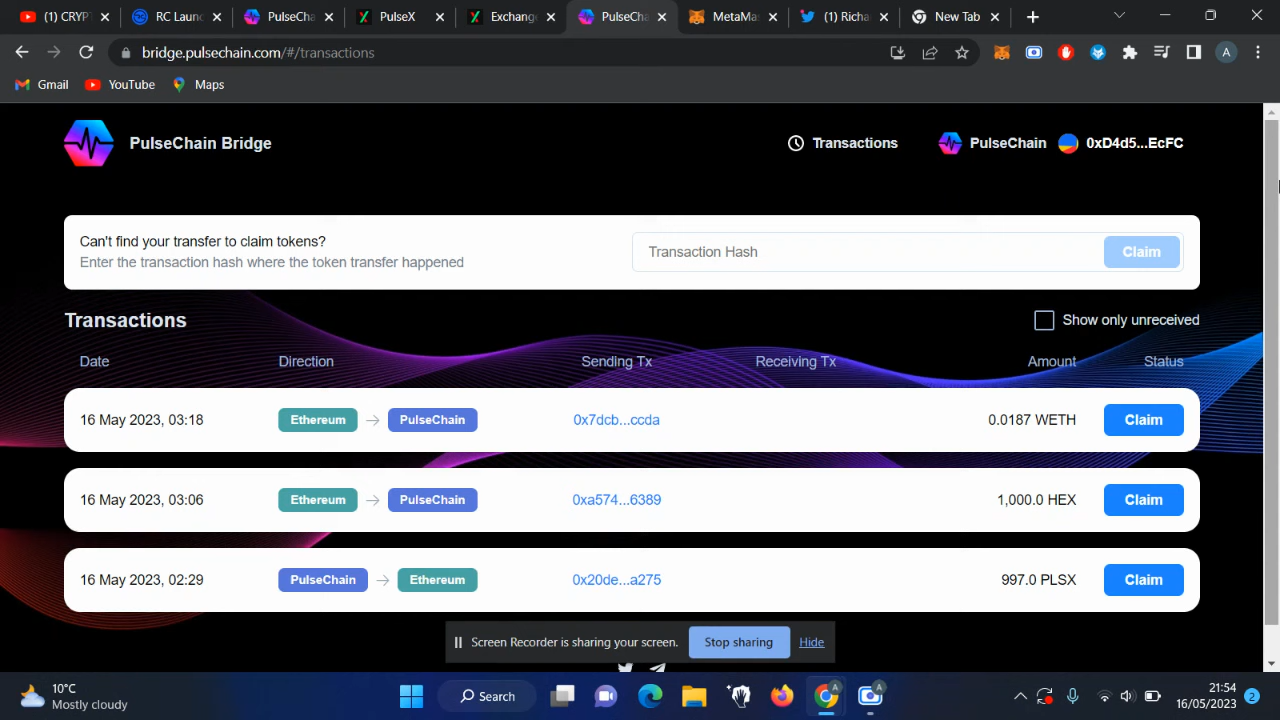 (1) CRYP
RC Laun
PulseCha
PulseX
Exchang
PulseCh
MetaMa
(1) Richa
New Tab
bridge.pulsechain.com/#/transactions
A
Gmail
YouTube
Maps
PulseChain Bridge
Transactions
PulseChain
0xD4d5...EcFC
Can't find your transfer to claim tokens?
Enter the transaction hash where the token transfer happened
Transaction Hash
Claim
Transactions
Show only unreceived
Date Direction Sending Tx Receiving Tx Amount Status
16 May 2023, 03:18 Ethereum → PulseChain 0x7dcb...ccda 0.0187 WETH Claim
16 May 2023, 03:06 Ethereum → PulseChain 0xa574...6389 1,000.0 HEX Claim
16 May 2023, 02:29 PulseChain → Ethereum 0x20de...a275 997.0 PLSX Claim
Screen Recorder is sharing your screen. Stop sharing Hide
10°C
Mostly cloudy
Search
A
A
21:54
16/05/2023
2